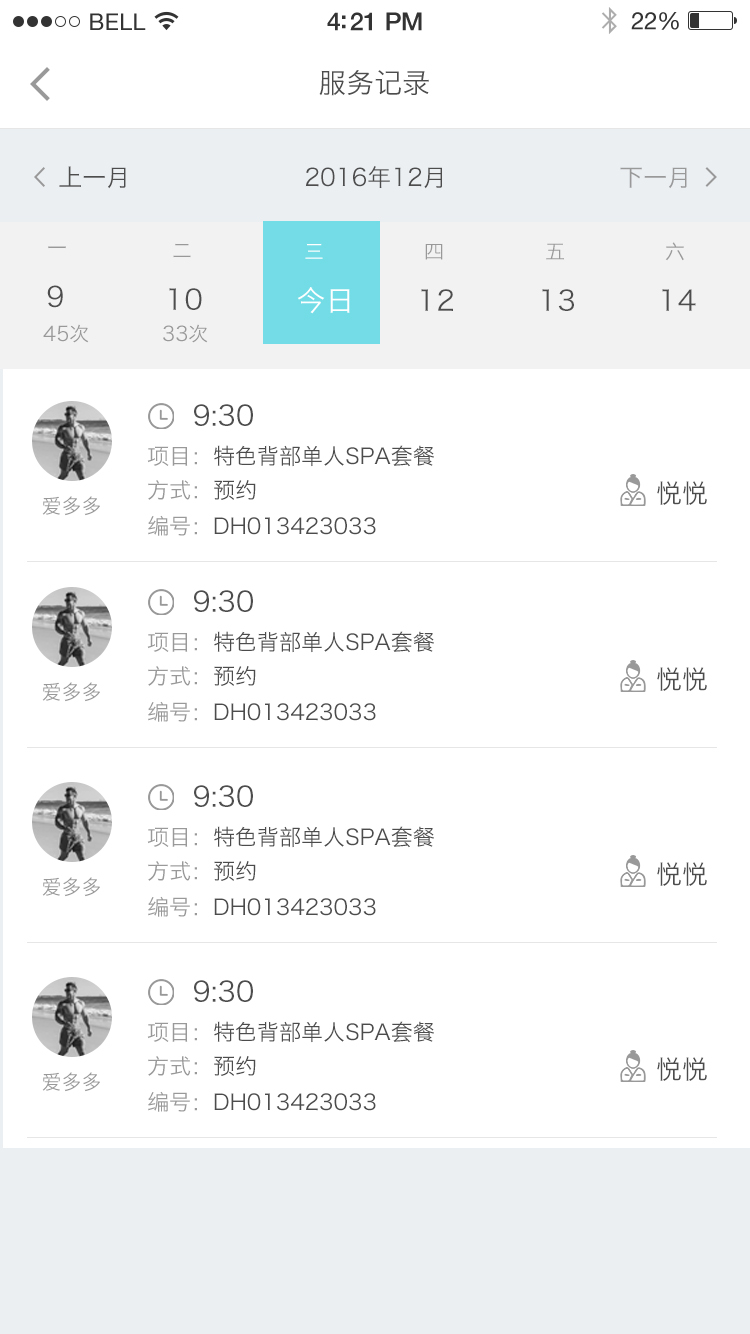 BELL 4:21 PM 22%
服务记录
上一月 2016年12月 下一月
一 二 三 四 五 六
9 10 今日 12 13 14
45次 33次
9:30
项目：特色背部单人SPA套餐
方式：预约
编号：DH013423033
爱多多
悦悦
9:30
项目：特色背部单人SPA套餐
方式：预约
编号：DH013423033
爱多多
悦悦
9:30
项目：特色背部单人SPA套餐
方式：预约
编号：DH013423033
爱多多
悦悦
9:30
项目：特色背部单人SPA套餐
方式：预约
编号：DH013423033
爱多多
悦悦